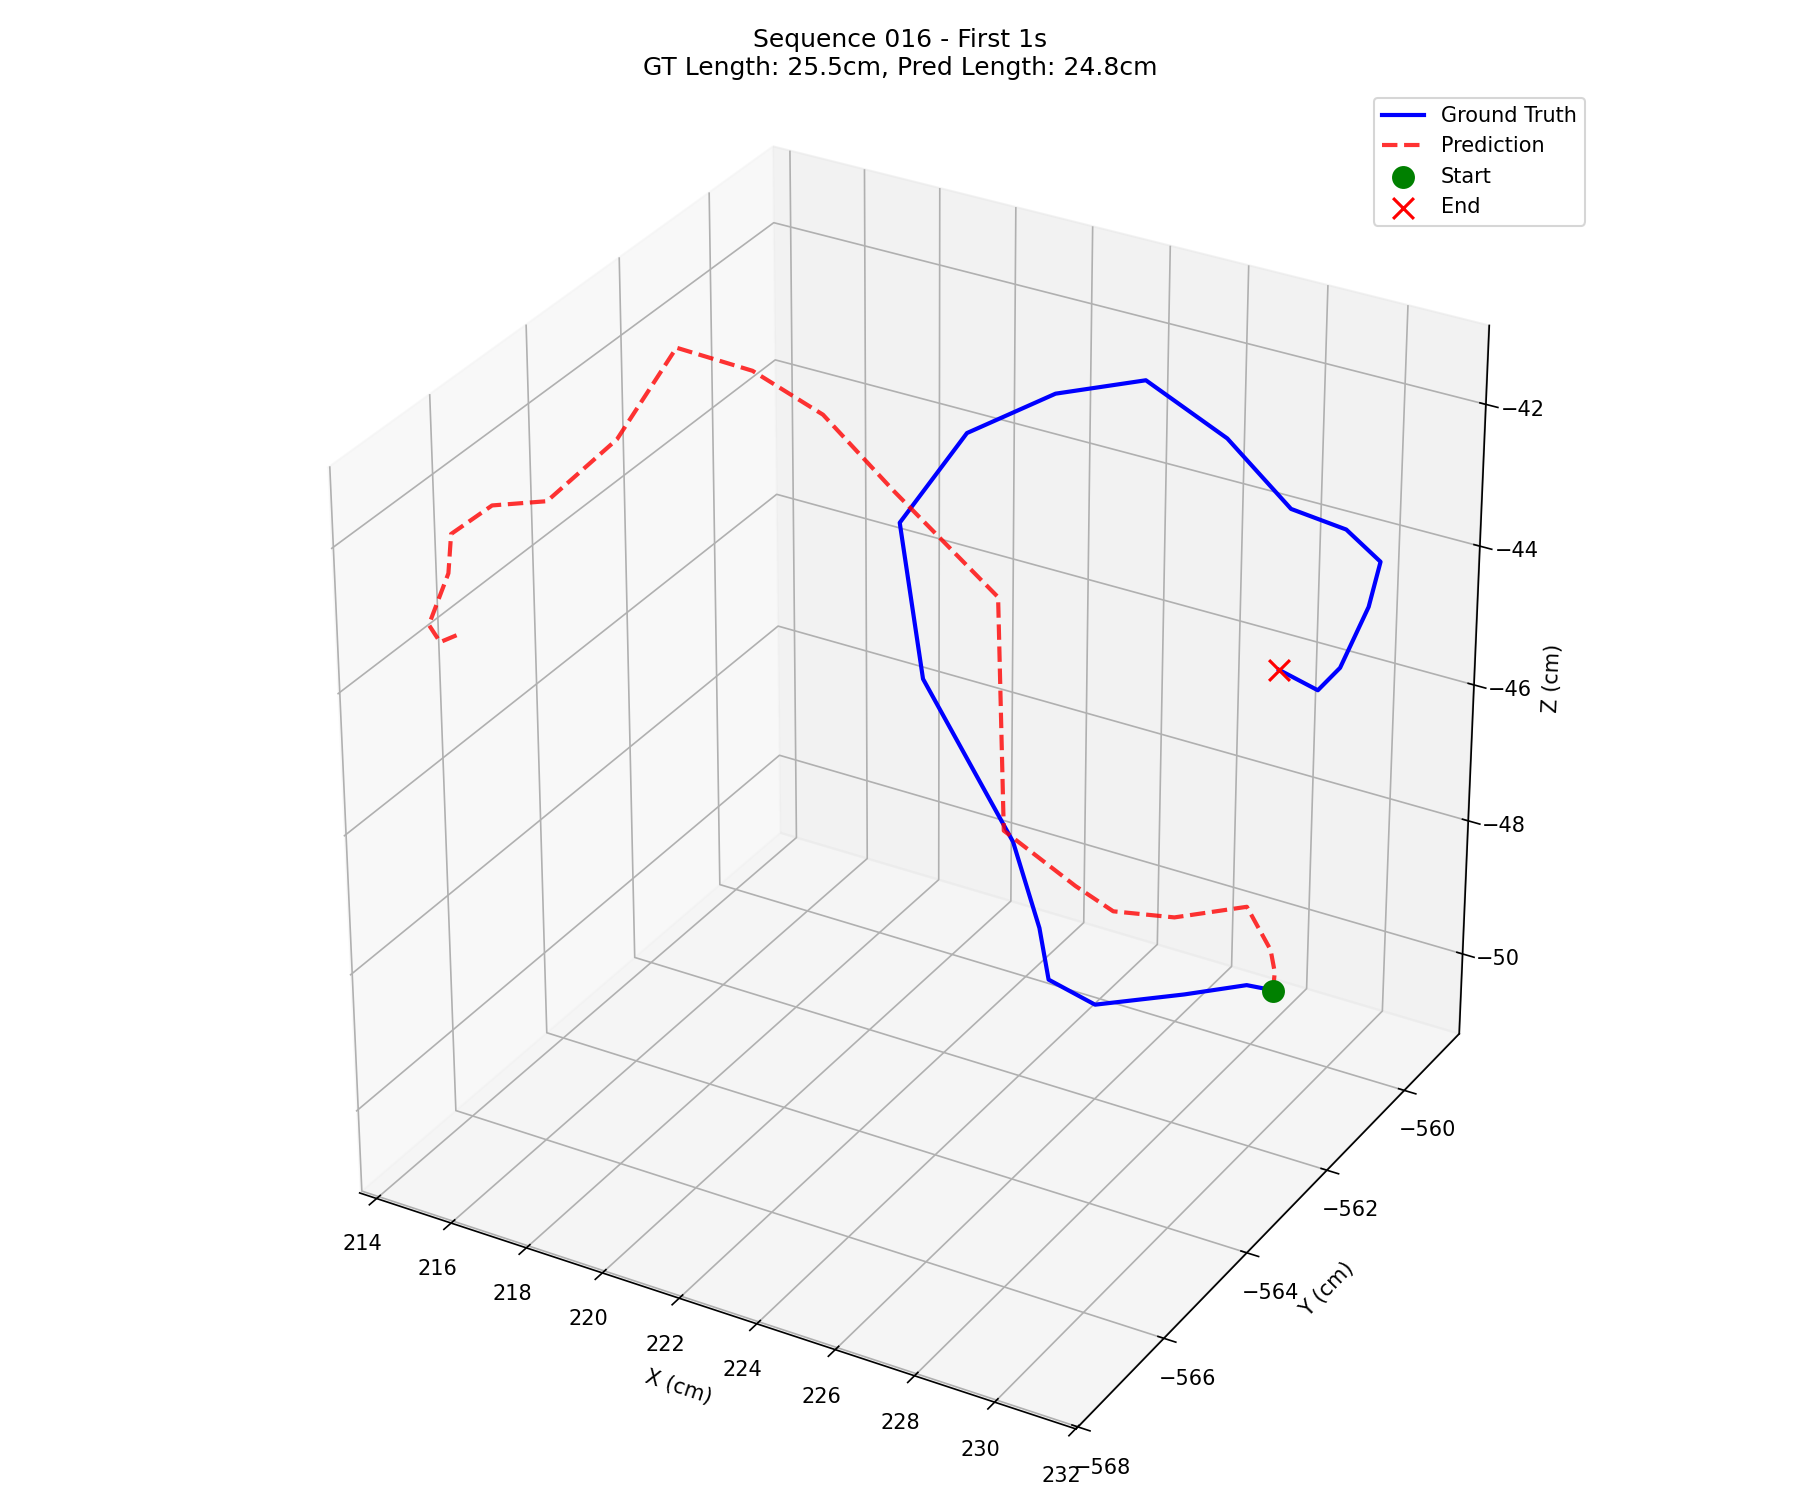 Sequence 016 - First 1s
GT Length: 25.5cm, Pred Length: 24.8cm
Ground Truth
Prediction
Start
End
−42
−44
−46
−48
−50
Z (cm)
−560
−562
−564
−566
−568
Y (cm)
214
216
218
220
222
224
226
228
230
232
X (cm)